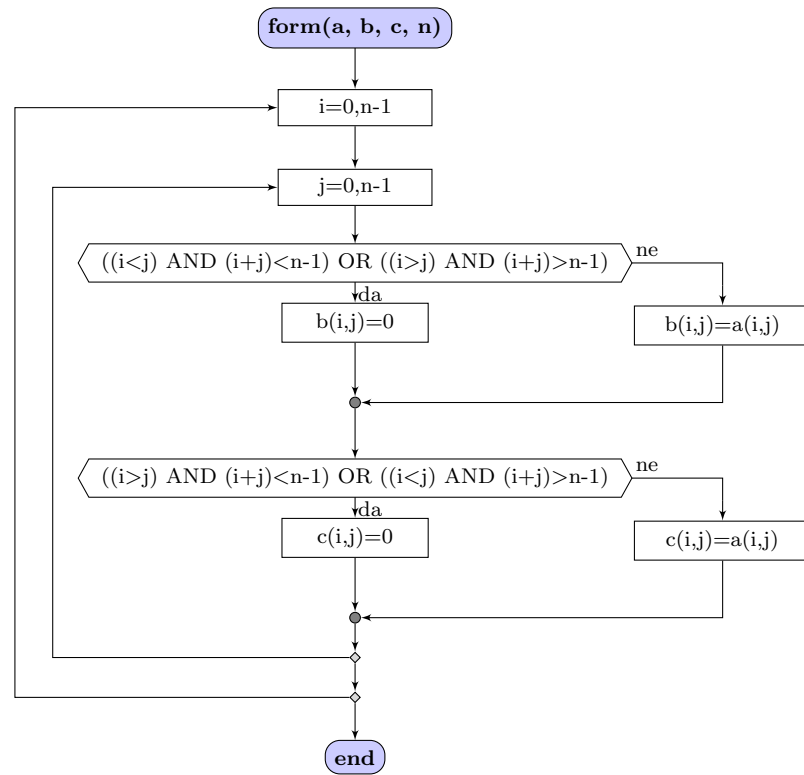 form(a, b, c, n)
i=0,n-1
j=0,n-1
((i<j) AND (i+j)<n-1) OR ((i>j) AND (i+j)>n-1)
ne
da
b(i,j)=0
b(i,j)=a(i,j)
((i>j) AND (i+j)<n-1) OR ((i<j) AND (i+j)>n-1)
ne
da
c(i,j)=0
c(i,j)=a(i,j)
end